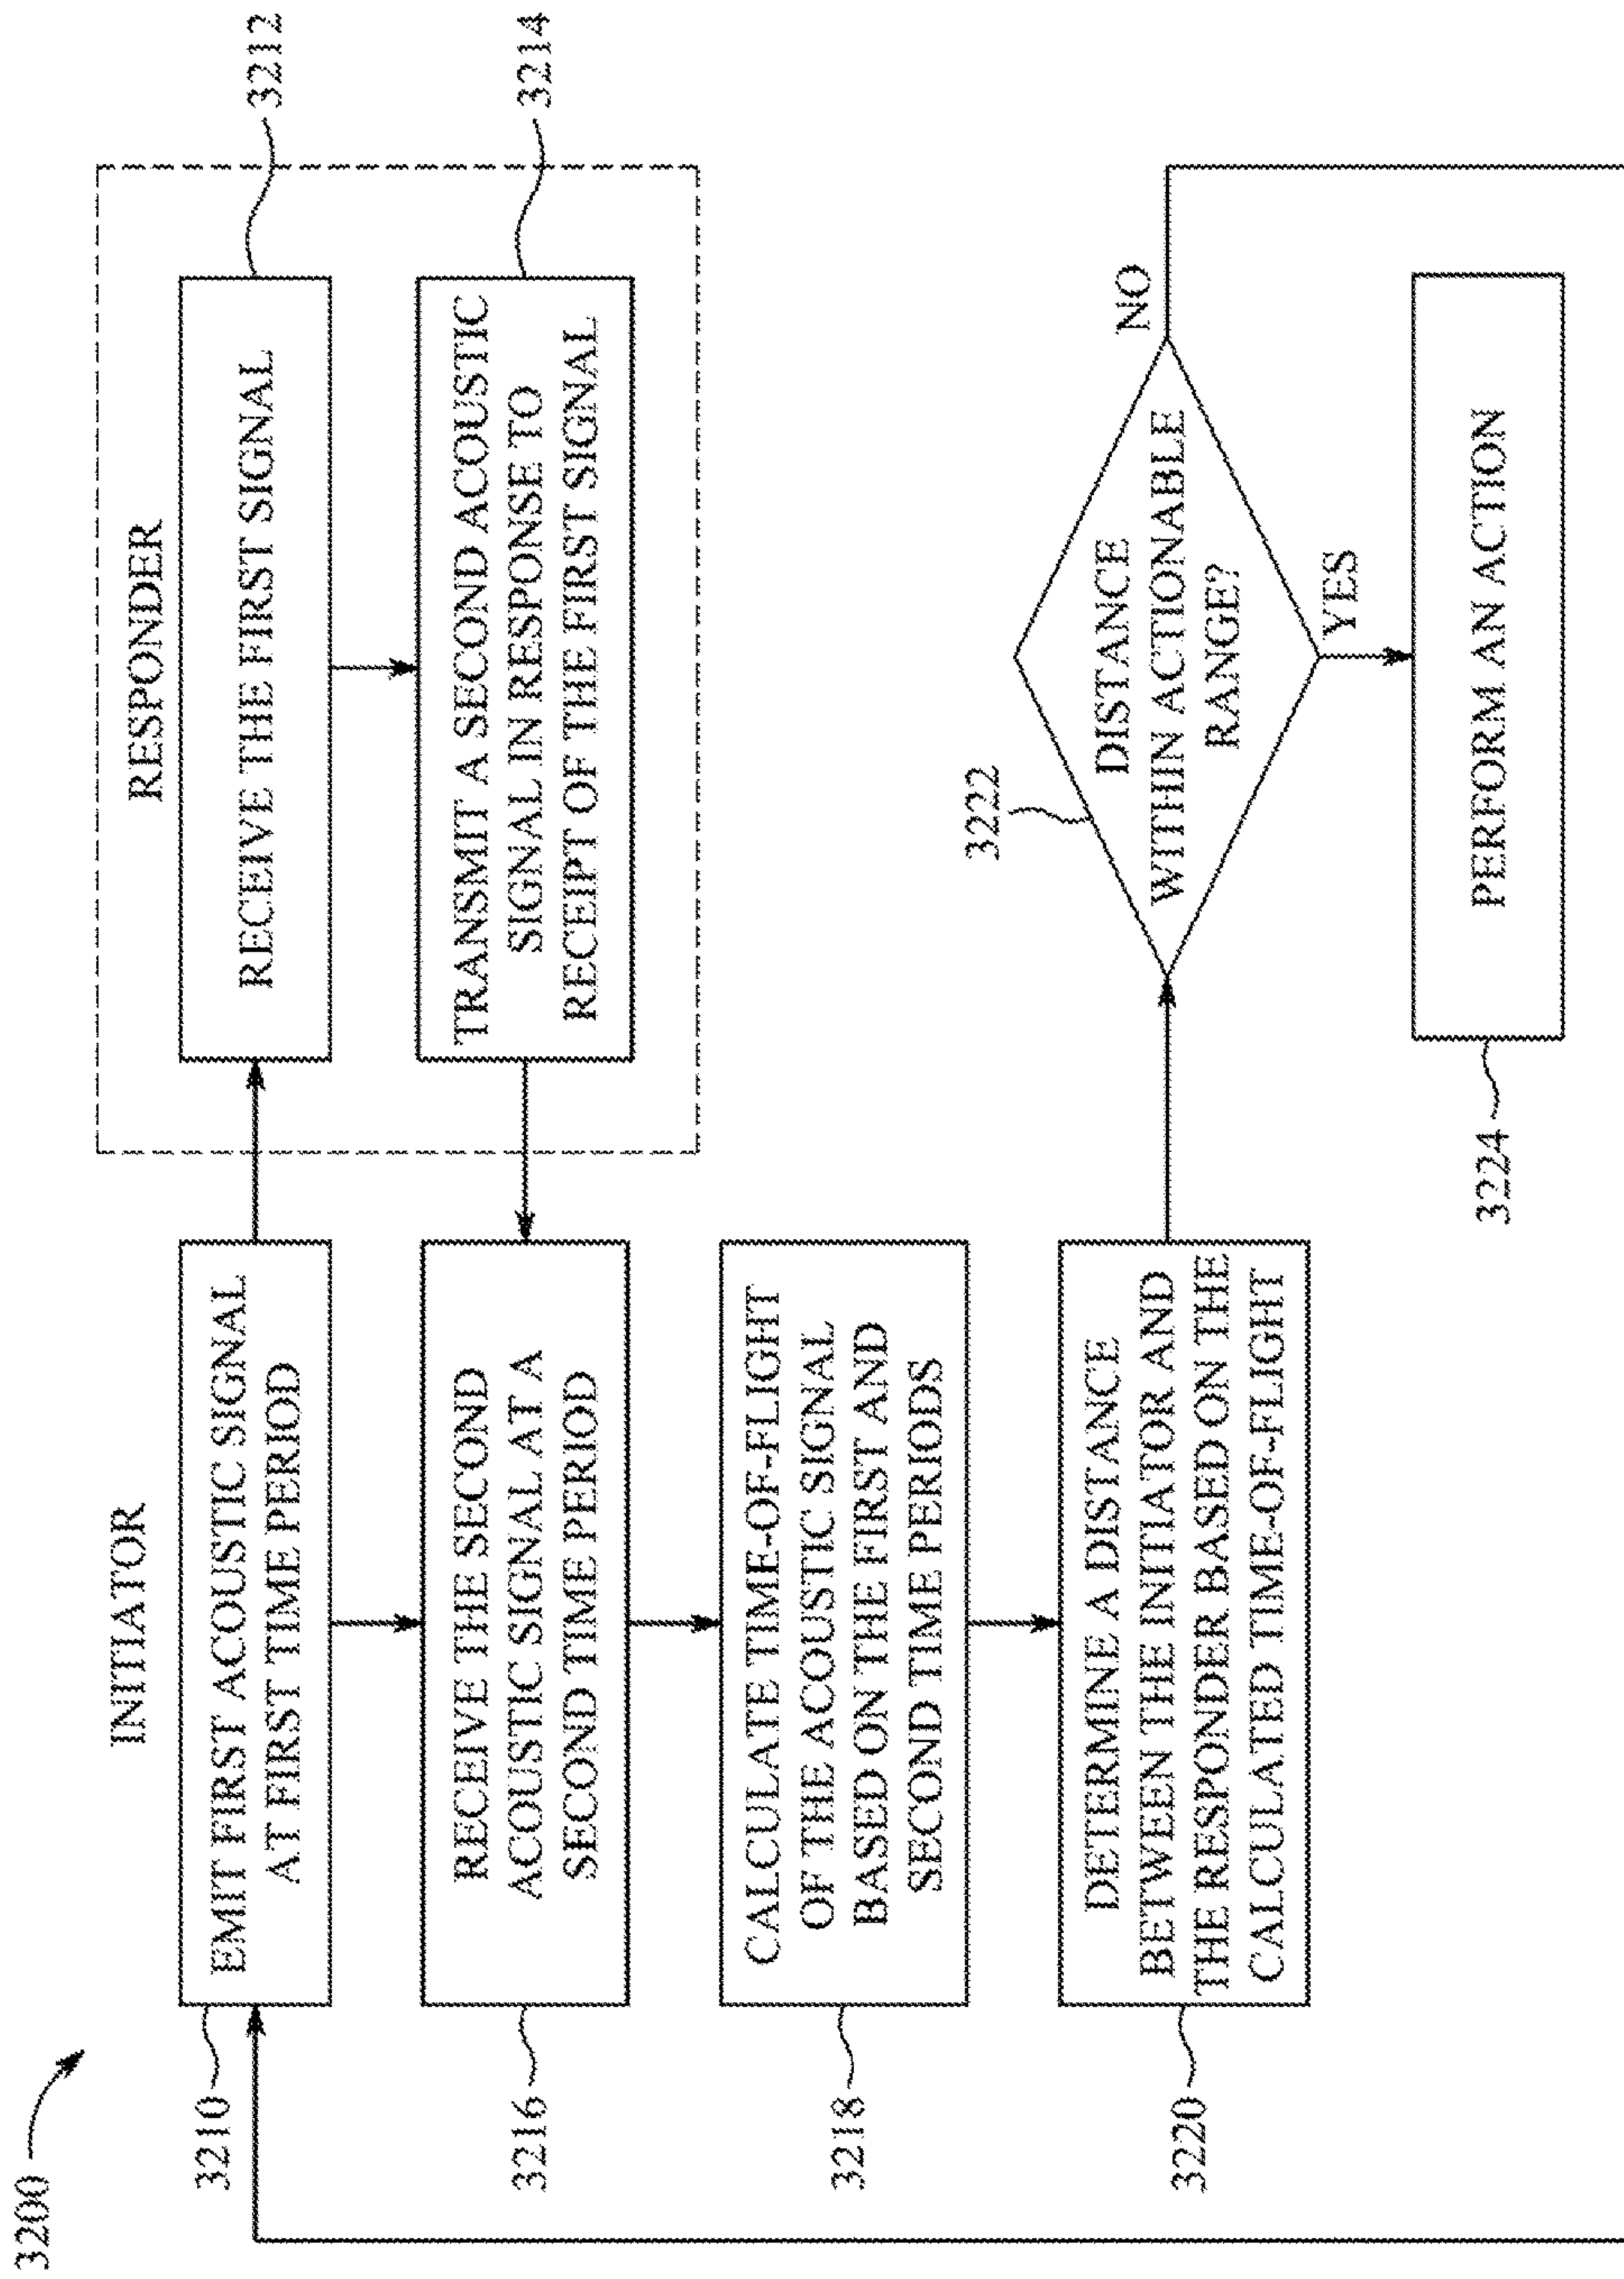 3200
INITIATOR
3210
EMIT FIRST ACOUSTIC SIGNAL
AT FIRST TIME PERIOD
RESPONDER
RECEIVE THE FIRST SIGNAL
3212
TRANSMIT A SECOND ACOUSTIC
SIGNAL IN RESPONSE TO
RECEIPT OF THE FIRST SIGNAL
3214
3216
RECEIVE THE SECOND
ACOUSTIC SIGNAL AT A
SECOND TIME PERIOD
3218
CALCULATE TIME-OF-FLIGHT
OF THE ACOUSTIC SIGNAL
BASED ON THE FIRST AND
SECOND TIME PERIODS
3220
DETERMINE A DISTANCE
BETWEEN THE INITIATOR AND
THE RESPONDER BASED ON THE
CALCULATED TIME-OF-FLIGHT
3222
DISTANCE
WITHIN ACTIONABLE
RANGE?
NO
YES
3224
PERFORM AN ACTION